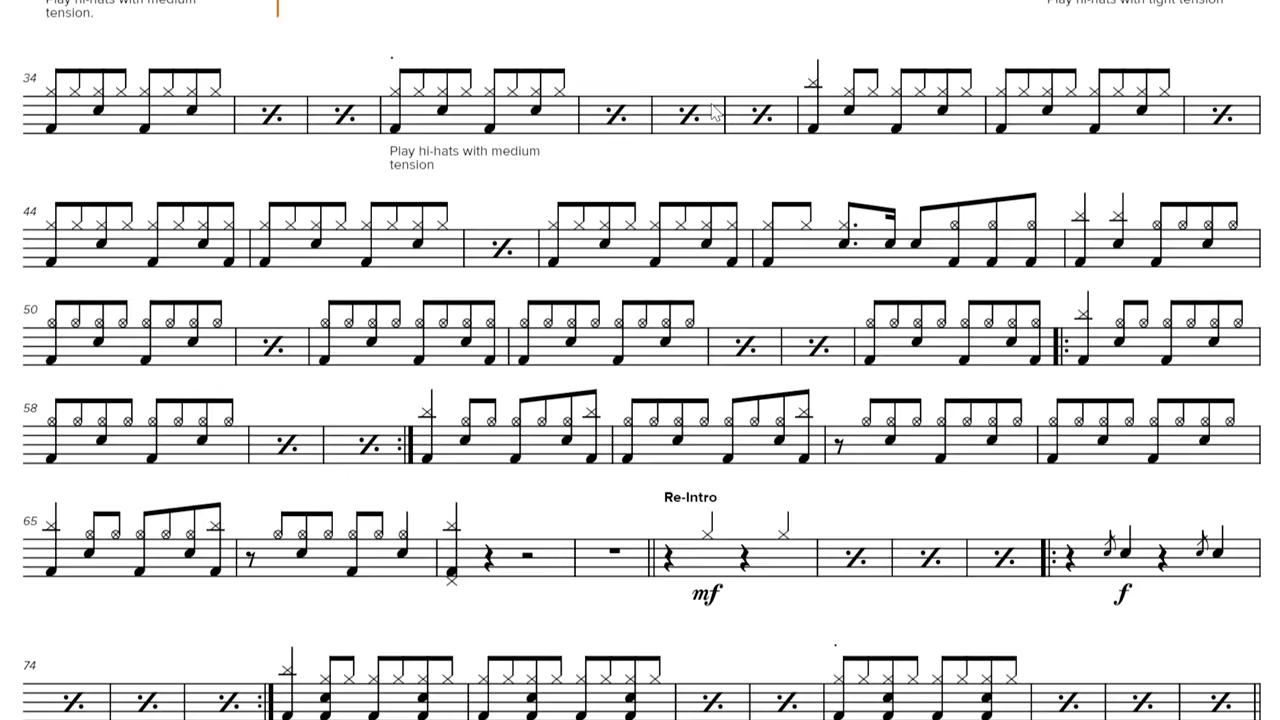 Play hi-hats with medium
tension.
Play hi-hats with tight tension
34
Play hi-hats with medium
tension
44
50
58
65
Re-Intro
mf
f
74